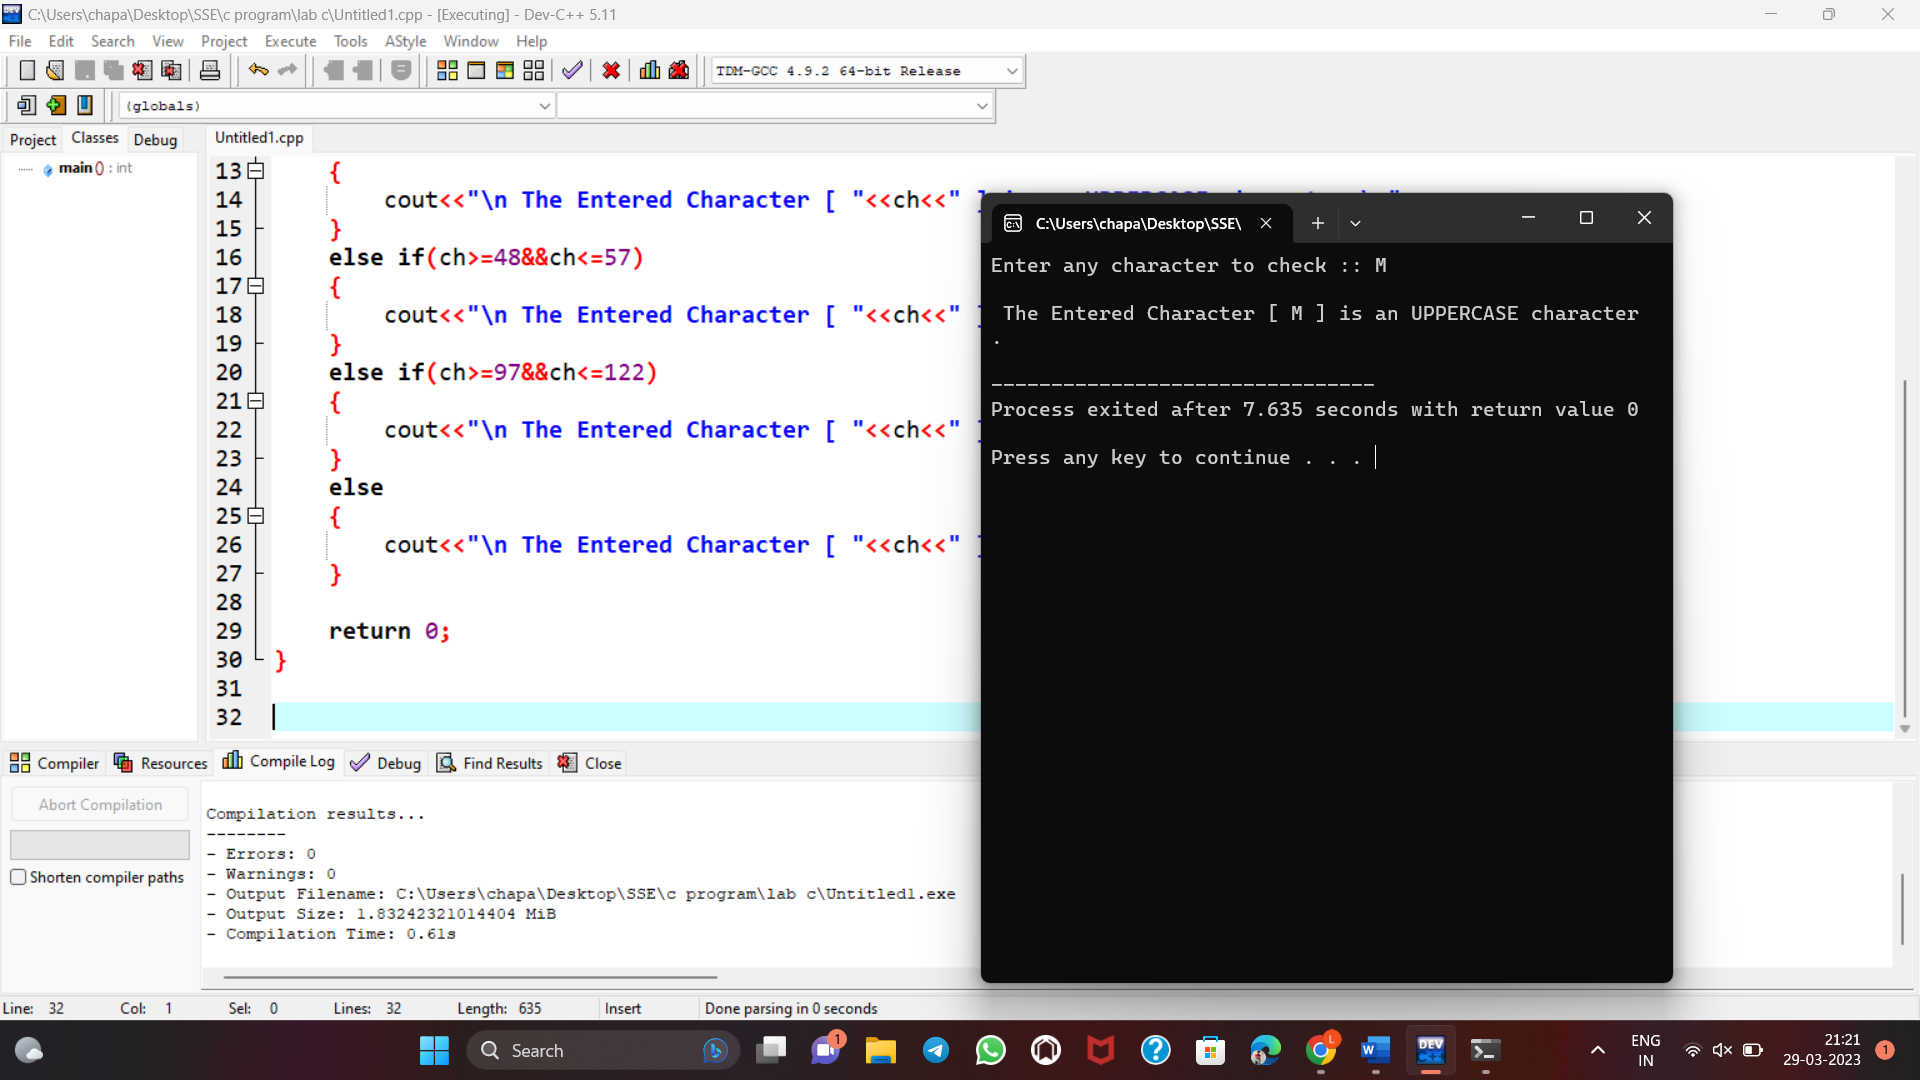 C:\Users\chapa\Desktop\SSE\c program\lab c\Untitled1.cpp - [Executing] - Dev-C++ 5.11
File Edit Search View Project Execute Tools AStyle Window Help
TDM-GCC 4.9.2 64-bit Release
(globals)
Project Classes Debug
Untitled1.cpp
main () : int
13 {
14 cout<<"\n The Entered Character [ "<<ch<<"
15 }
16 else if(ch>=48&&ch<=57)
17 {
18 cout<<"\n The Entered Character [ "<<ch<<"
19 }
20 else if(ch>=97&&ch<=122)
21 {
22 cout<<"\n The Entered Character [ "<<ch<<"
23 }
24 else
25 {
26 cout<<"\n The Entered Character [ "<<ch<<"
27 }
28
29 return 0;
30 }
31
32
C:\Users\chapa\Desktop\SSE\
Enter any character to check :: M
The Entered Character [ M ] is an UPPERCASE character
.
--------------------------------
Process exited after 7.635 seconds with return value 0
Press any key to continue . . .
Compiler Resources Compile Log Debug Find Results Close
Abort Compilation
Shorten compiler paths
Compilation results...
--------
- Errors: 0
- Warnings: 0
- Output Filename: C:\Users\chapa\Desktop\SSE\c program\lab c\Untitled1.exe
- Output Size: 1.83242321014404 MiB
- Compilation Time: 0.61s
Line: 32 Col: 1 Sel: 0 Lines: 32 Length: 635 Insert Done parsing in 0 seconds
Search
1
L
W
DEV
C++
ENG
IN
21:21
29-03-2023
1